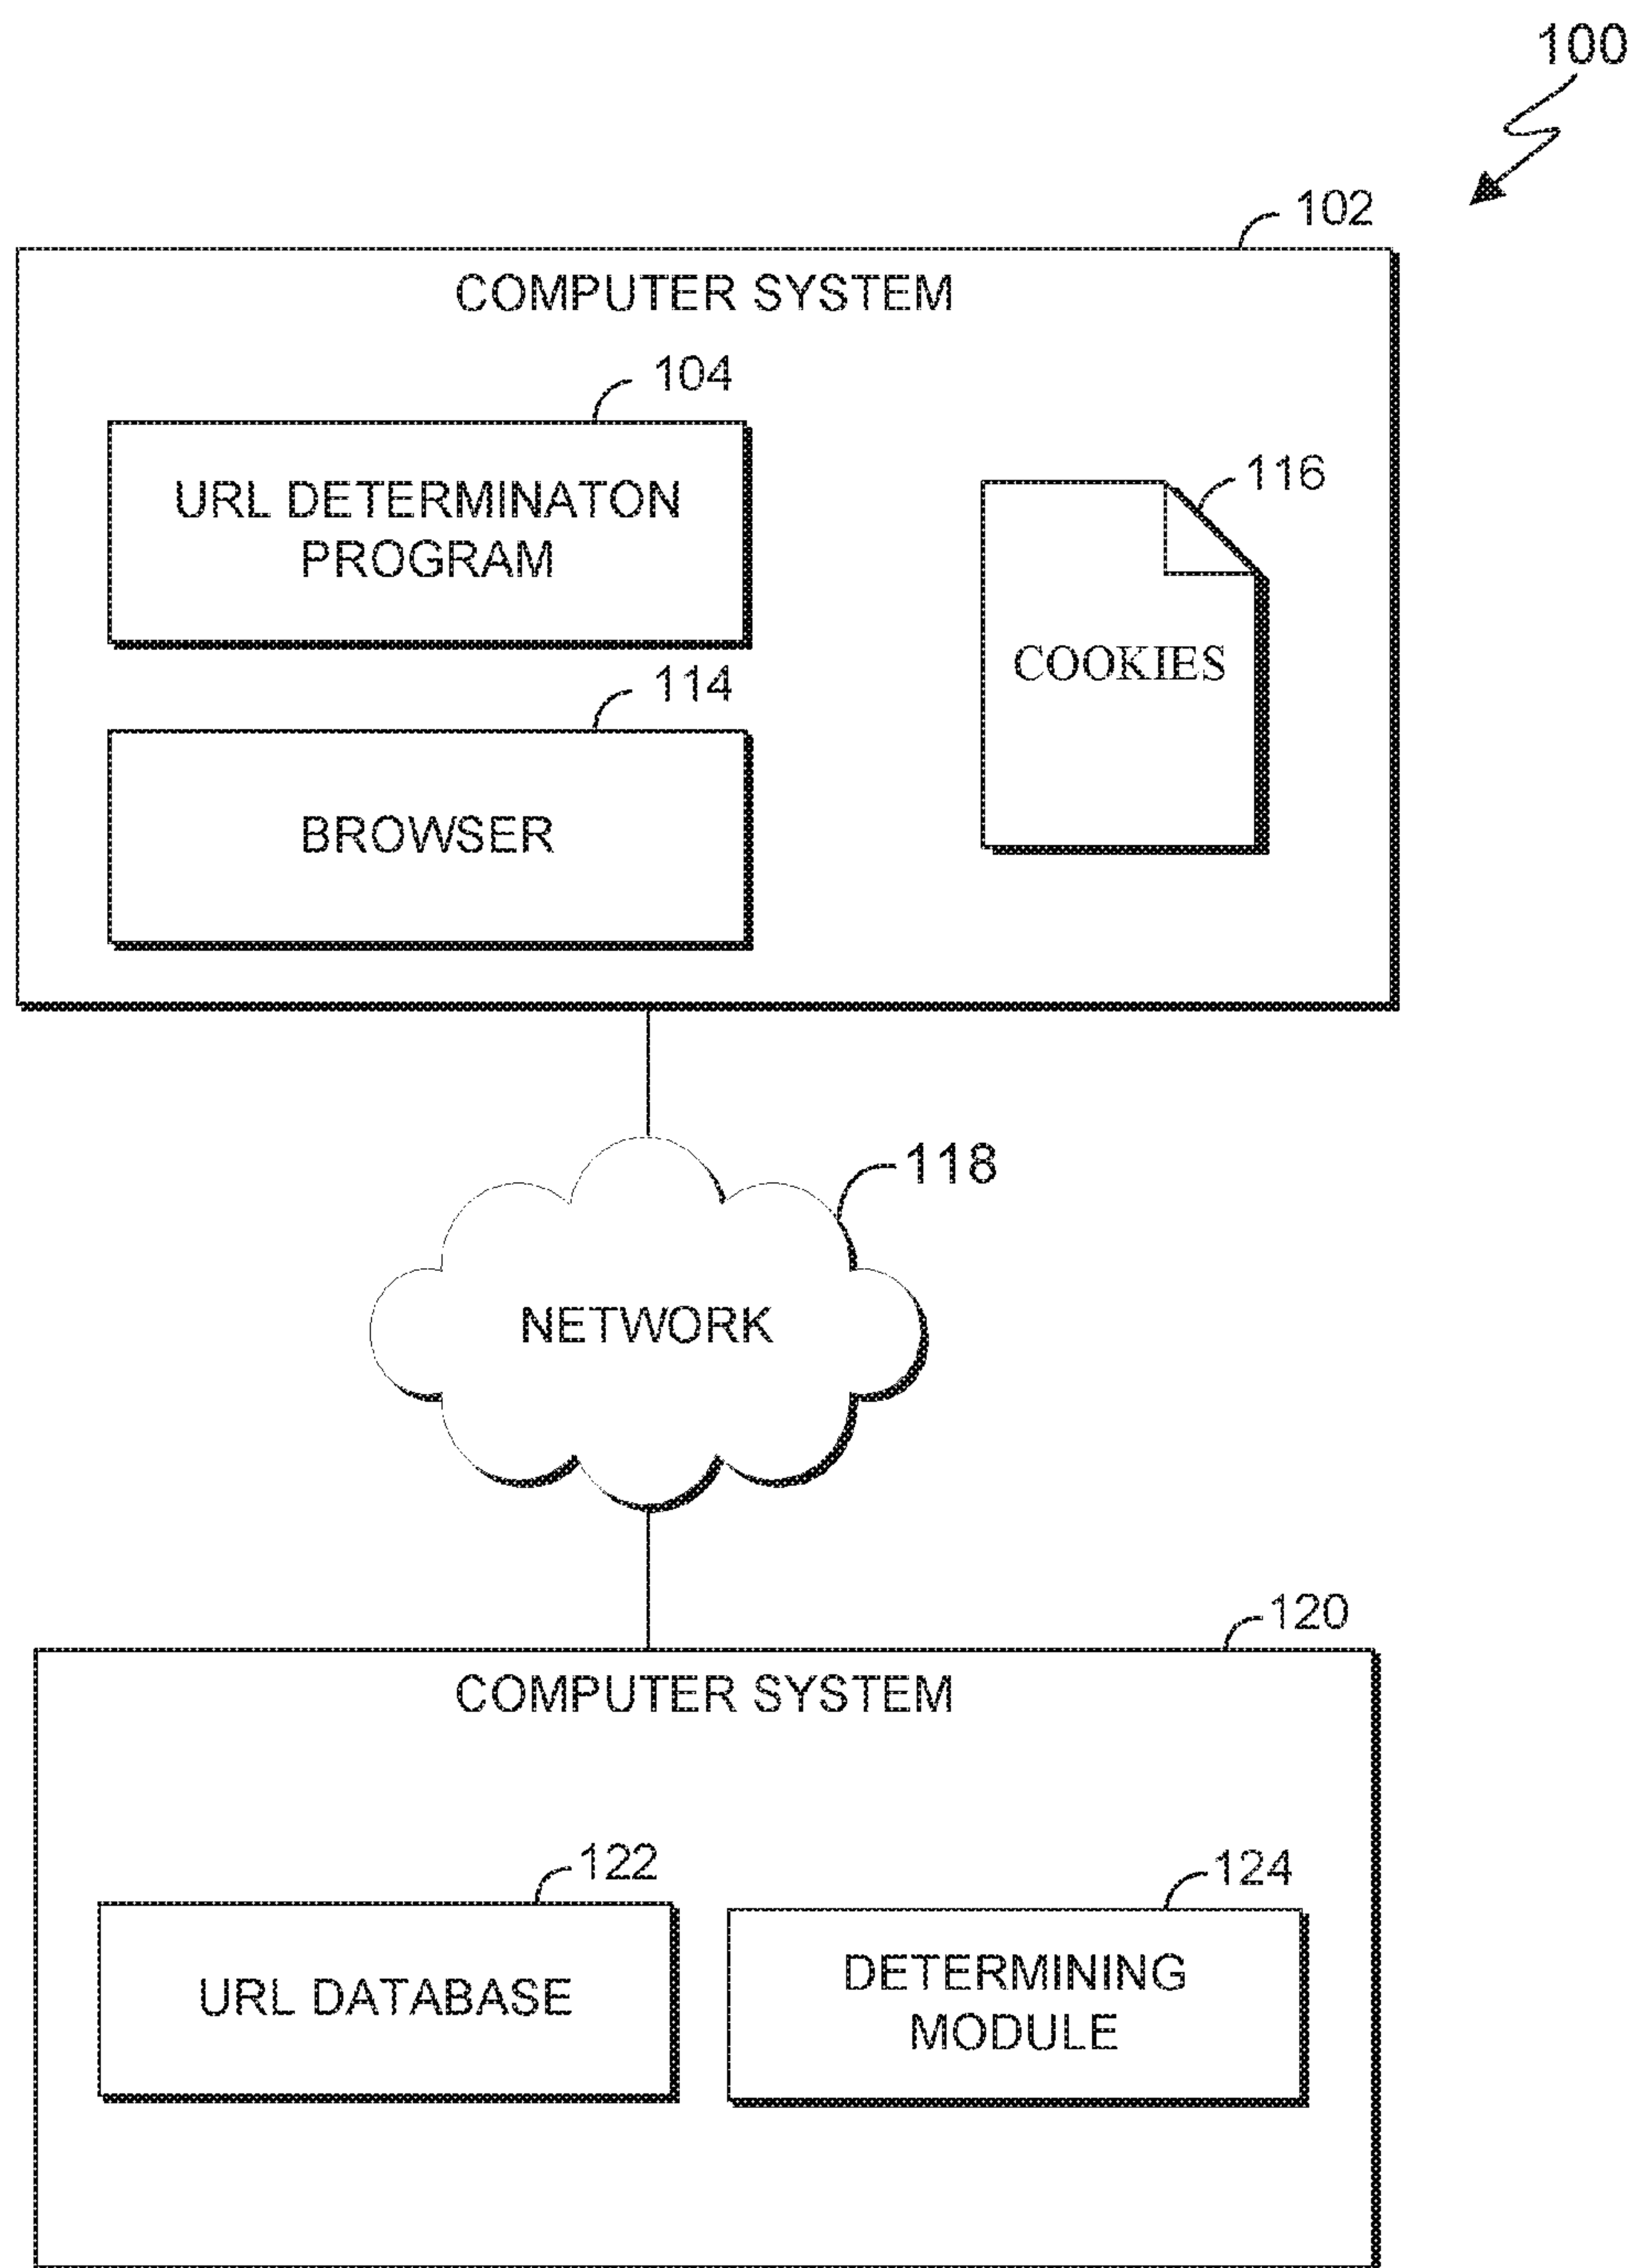 100
102
COMPUTER SYSTEM
104
URL DETERMINATON
PROGRAM
116
COOKIES
114
BROWSER
118
NETWORK
120
COMPUTER SYSTEM
122
URL DATABASE
124
DETERMINING
MODULE